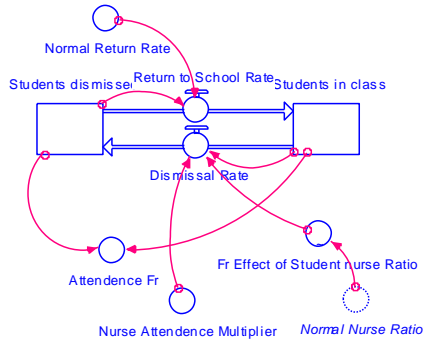 Normal Return Rate
Students dismissed
Return to School Rate
Students in class
Dismissal Rate
Attendence Fr
Fr Effect of Student nurse Ratio
Nurse Attendence Multiplier
Normal Nurse Ratio